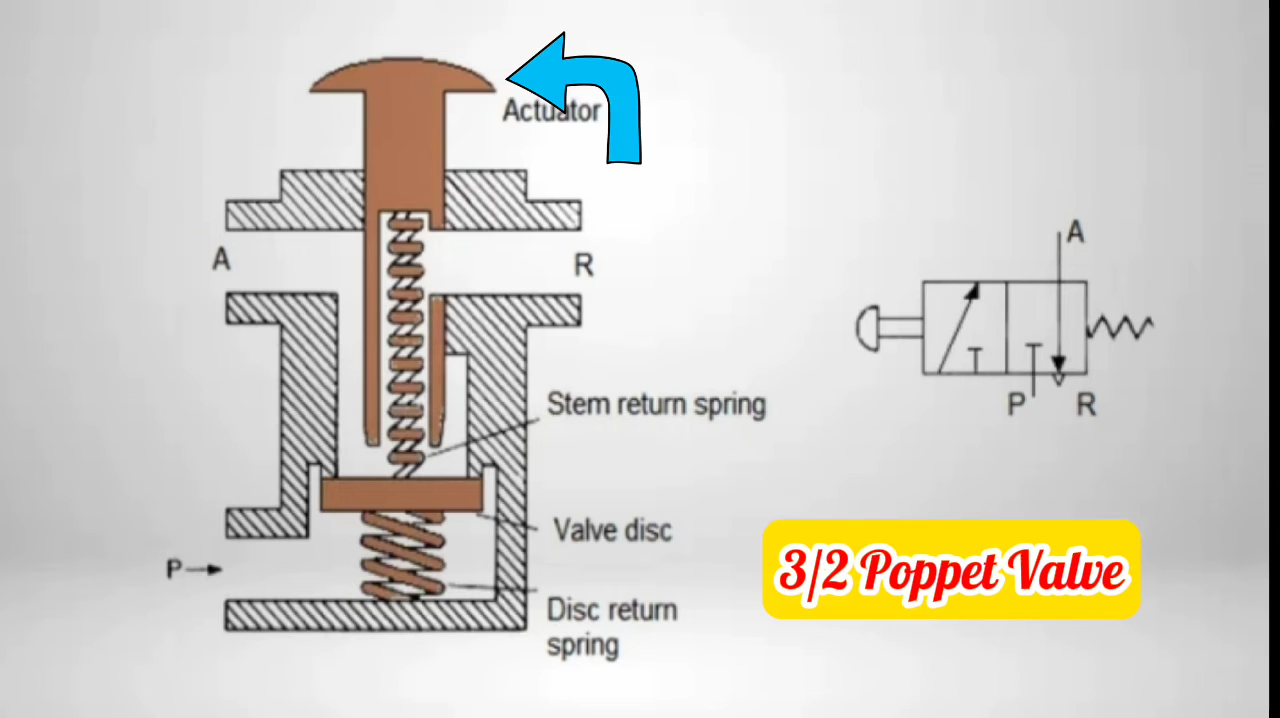 Actuator
A
R
Stem return spring
Valve disc
P
Disc return
spring
A
P
R
3/2 Poppet Valve